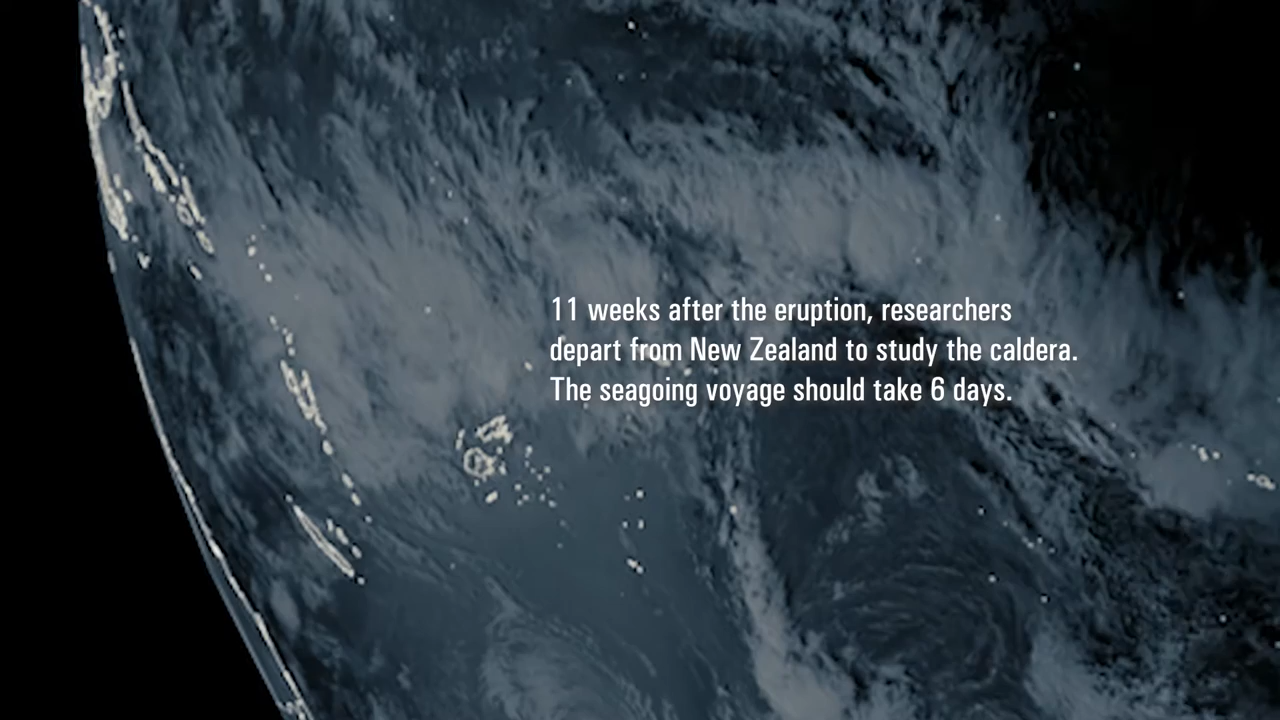 11 weeks after the eruption, researchers
depart from New Zealand to study the caldera.
The seagoing voyage should take 6 days.